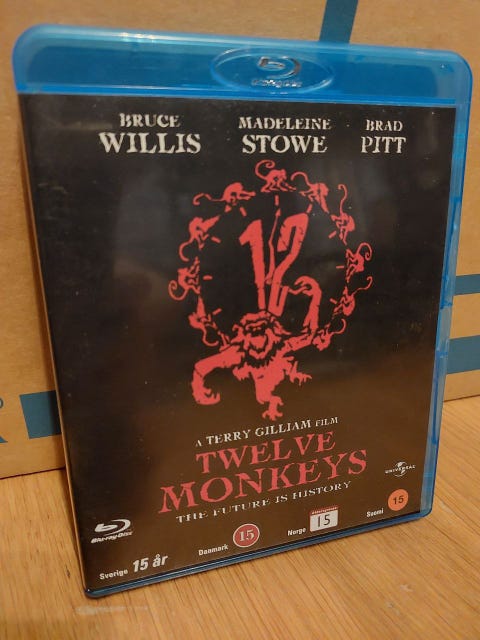 BRUCE WILLIS
MADELEINE STOWE
BRAD PITT
12
A TERRY GILLIAM FILM
TWELVE
MONKEYS
THE FUTURE IS HISTORY
UNIVERSAL
Blu-ray Disc
Sverige 15 år
Danmark 15
Norge 15
Suomi 15